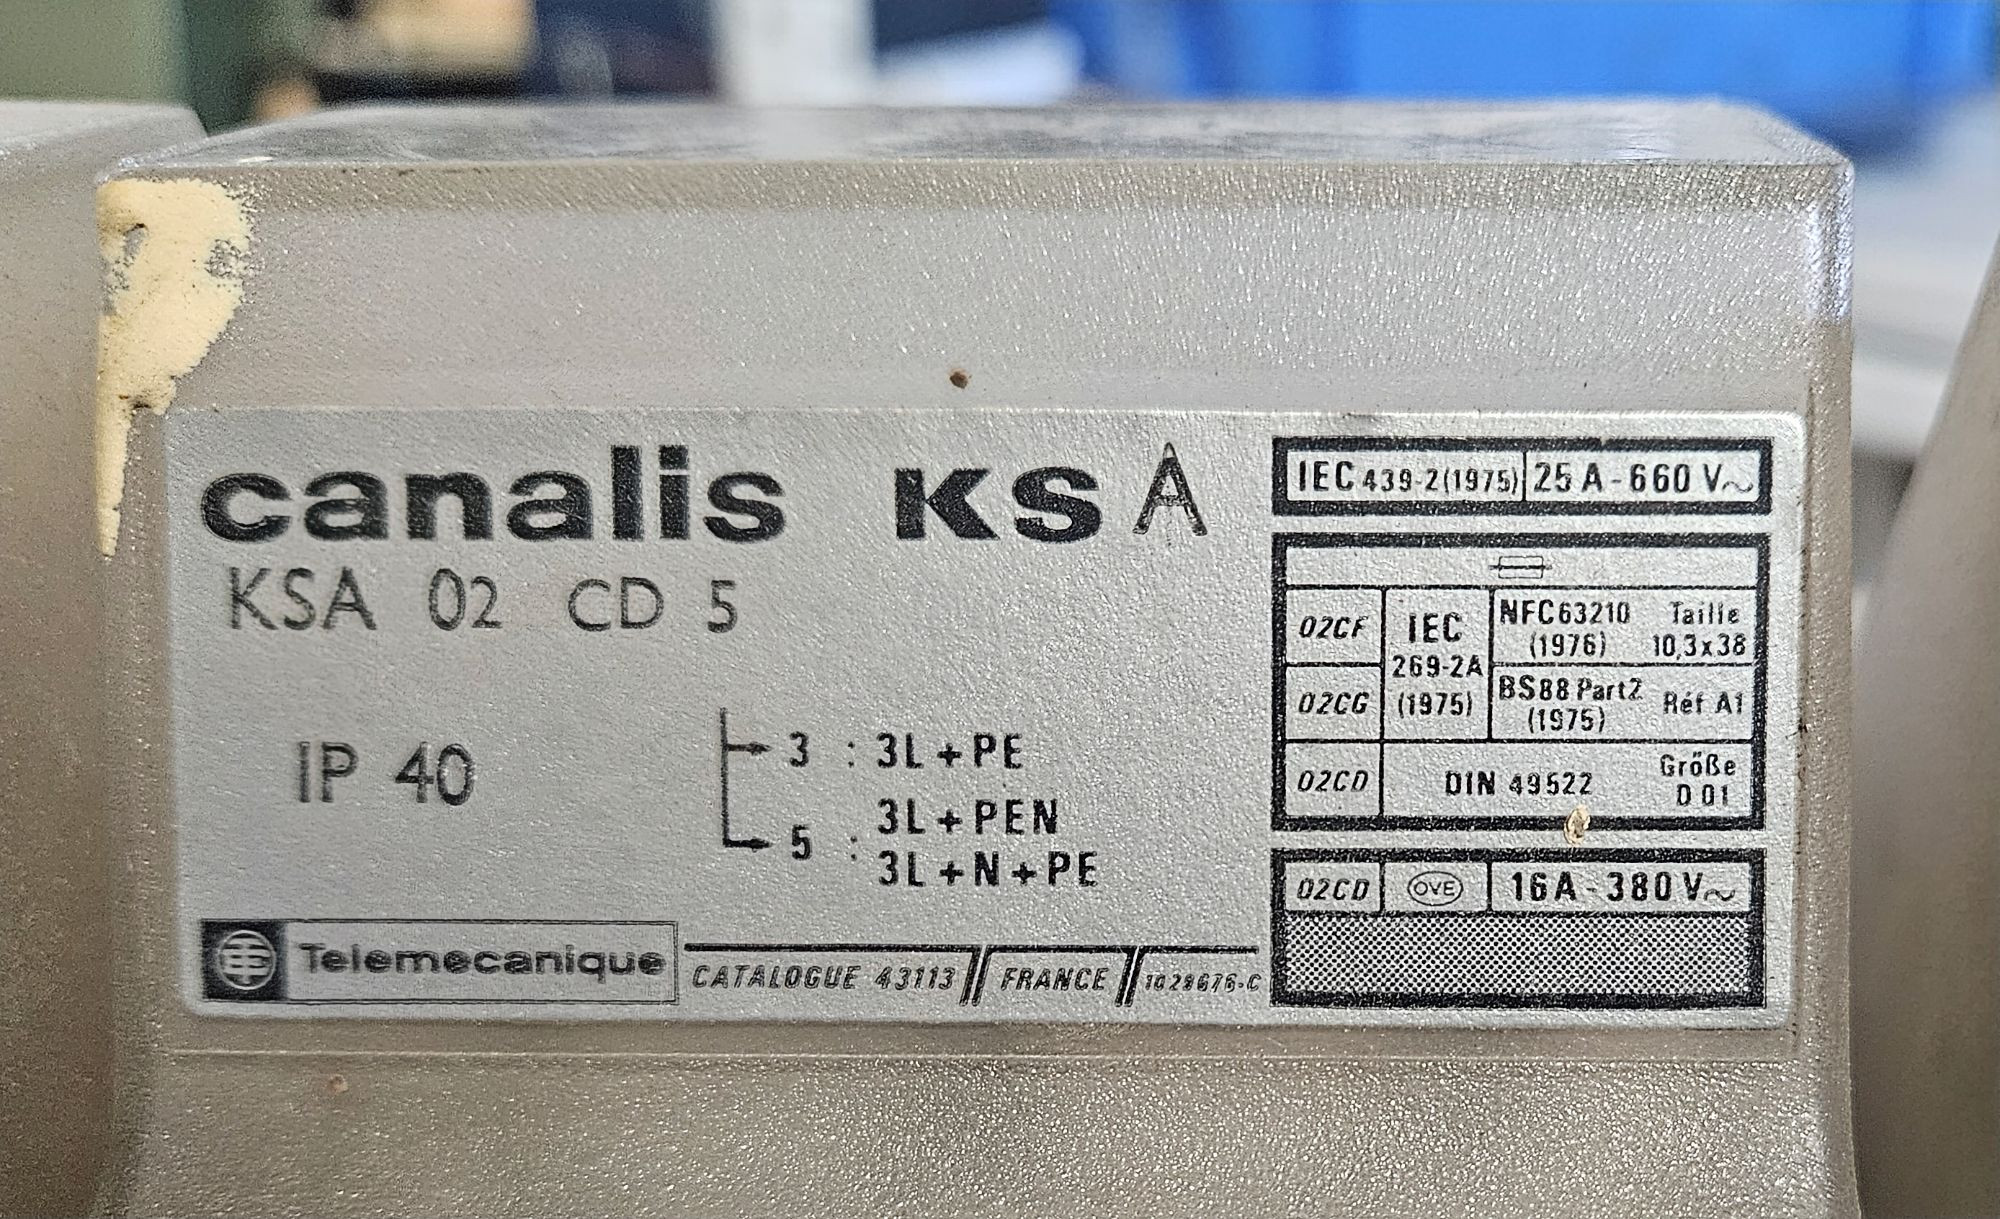 canalis KSA
KSA 02 CD 5
IP 40
3 : 3L + PE
5 : 3L + PEN
3L + N + PE
Telemecanique
CATALOGUE 43113 // FRANCE // 1029676-C
IEC 439-2 (1975) 25 A - 660 V~
02CF IEC 269-2A (1975) NFC63210 (1976) Taille 10,3x38
02CG BS88 Part2 (1975) Réf A1
02CD DIN 49522 Größe D 01
02CD OVE 16A - 380 V~